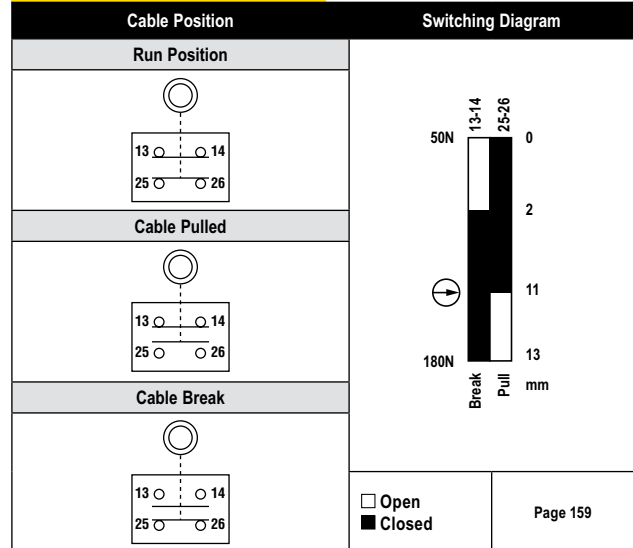 Cable Position
Switching Diagram
Run Position
13 14
25 26
Cable Pulled
13 14
25 26
Cable Break
13 14
25 26
13-14 25-26
50N 0
2
11
180N 13
Break Pull mm
Open
Closed
Page 159